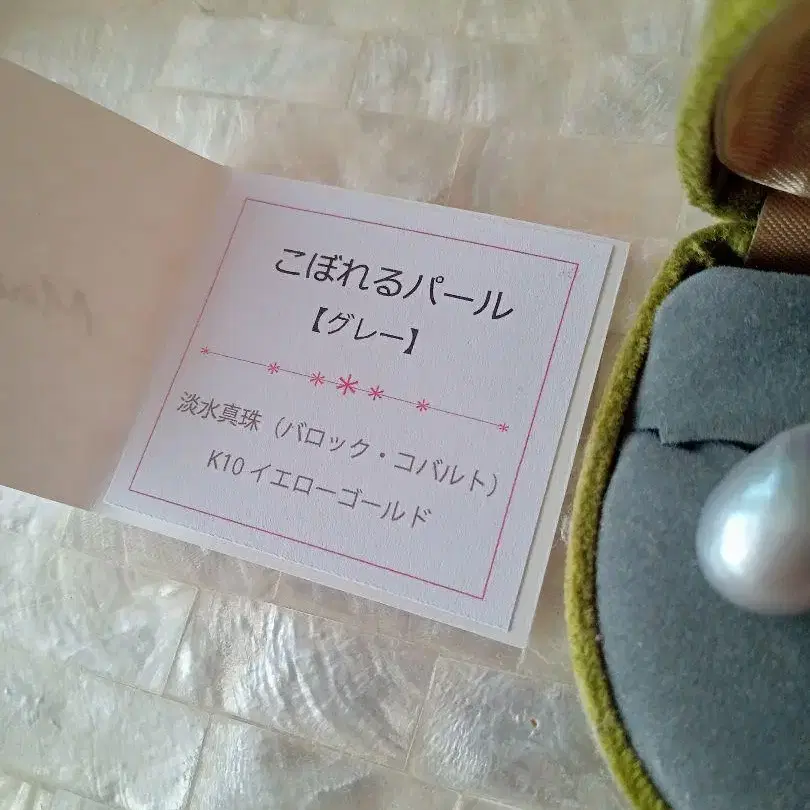 こぼれるパール
【グレー】
淡水真珠（バロック・コバルト）
K10 イエローゴールド